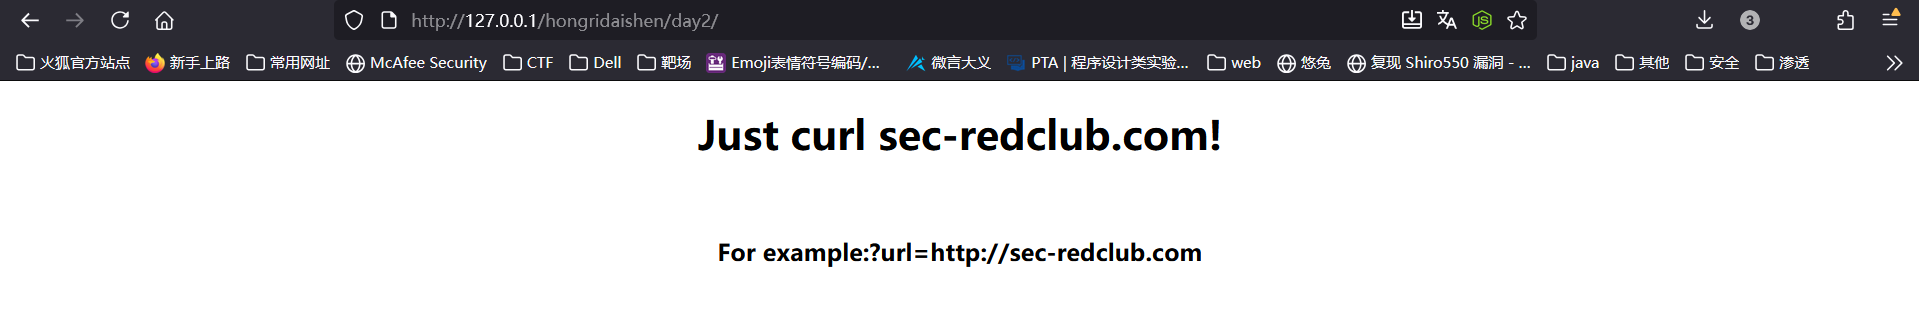 http://127.0.0.1/hongridaishen/day2/ 3
火狐官方站点 新手上路 常用网址 McAfee Security CTF Dell 靶场 Emoji表情符号编码/... 微言大义 PTA | 程序设计类实验... web 悠兔 复现 Shiro550 漏洞 - ... java 其他 安全 渗透
Just curl sec-redclub.com!
For example:?url=http://sec-redclub.com